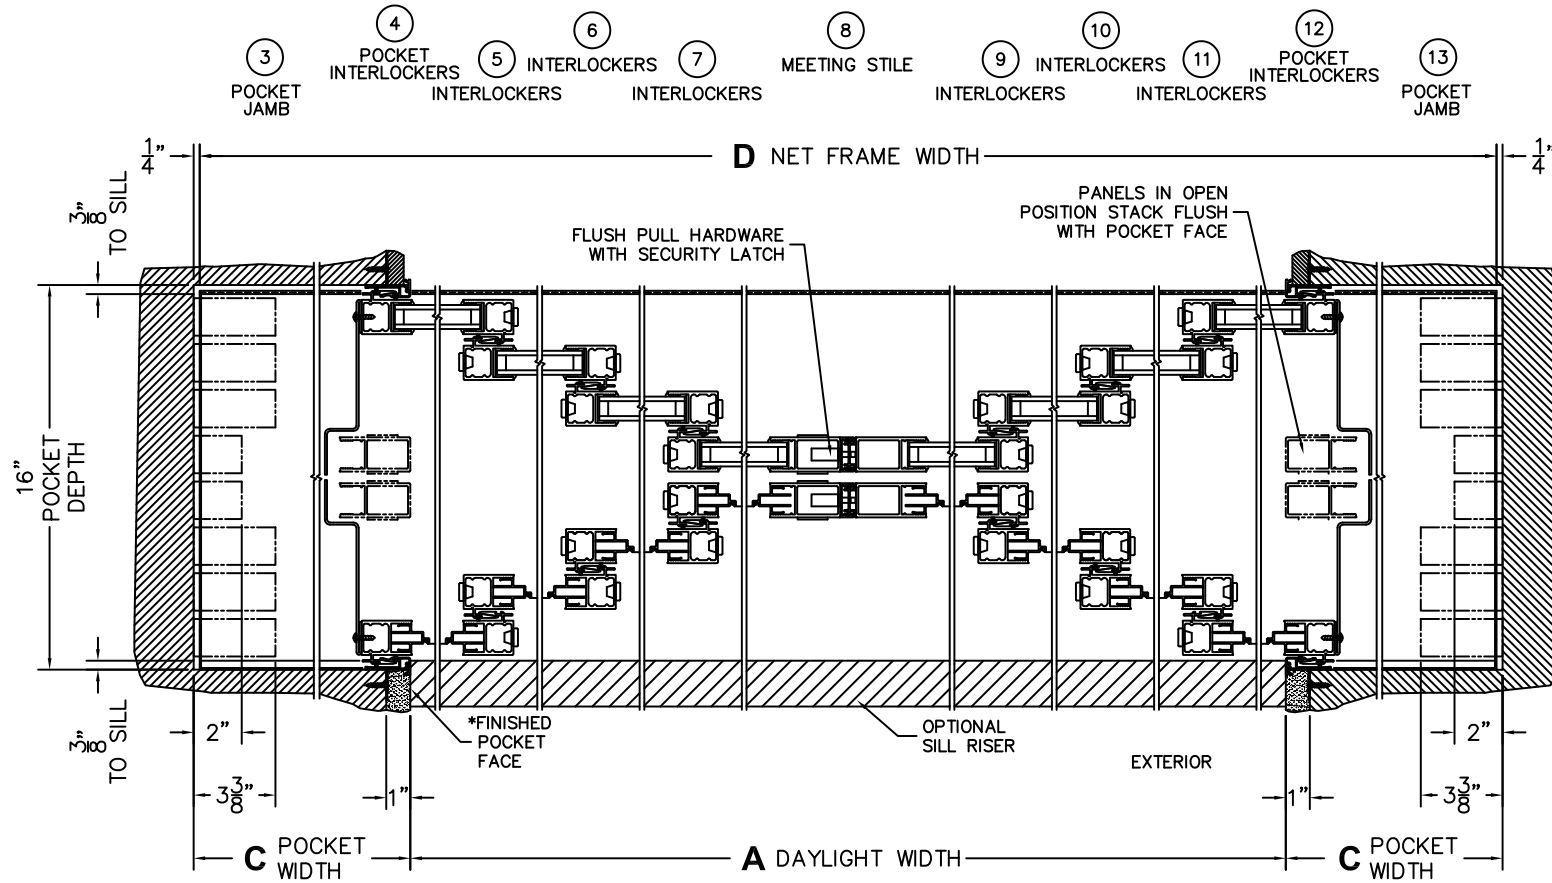 3
POCKET
JAMB
4
POCKET
INTERLOCKERS
5
INTERLOCKERS
6
INTERLOCKERS
7
INTERLOCKERS
8
MEETING STILE
9
INTERLOCKERS
10
INTERLOCKERS
11
INTERLOCKERS
12
POCKET
INTERLOCKERS
13
POCKET
JAMB
1/4"
D NET FRAME WIDTH
1/4"
3/8"
TO SILL
FLUSH PULL HARDWARE
WITH SECURITY LATCH
PANELS IN OPEN
POSITION STACK FLUSH
WITH POCKET FACE
16"
POCKET
DEPTH
3/8"
TO SILL
2"
3 3/8"
1"
*FINISHED
POCKET
FACE
OPTIONAL
SILL RISER
EXTERIOR
2"
1"
3 3/8"
C POCKET
WIDTH
A DAYLIGHT WIDTH
C POCKET
WIDTH